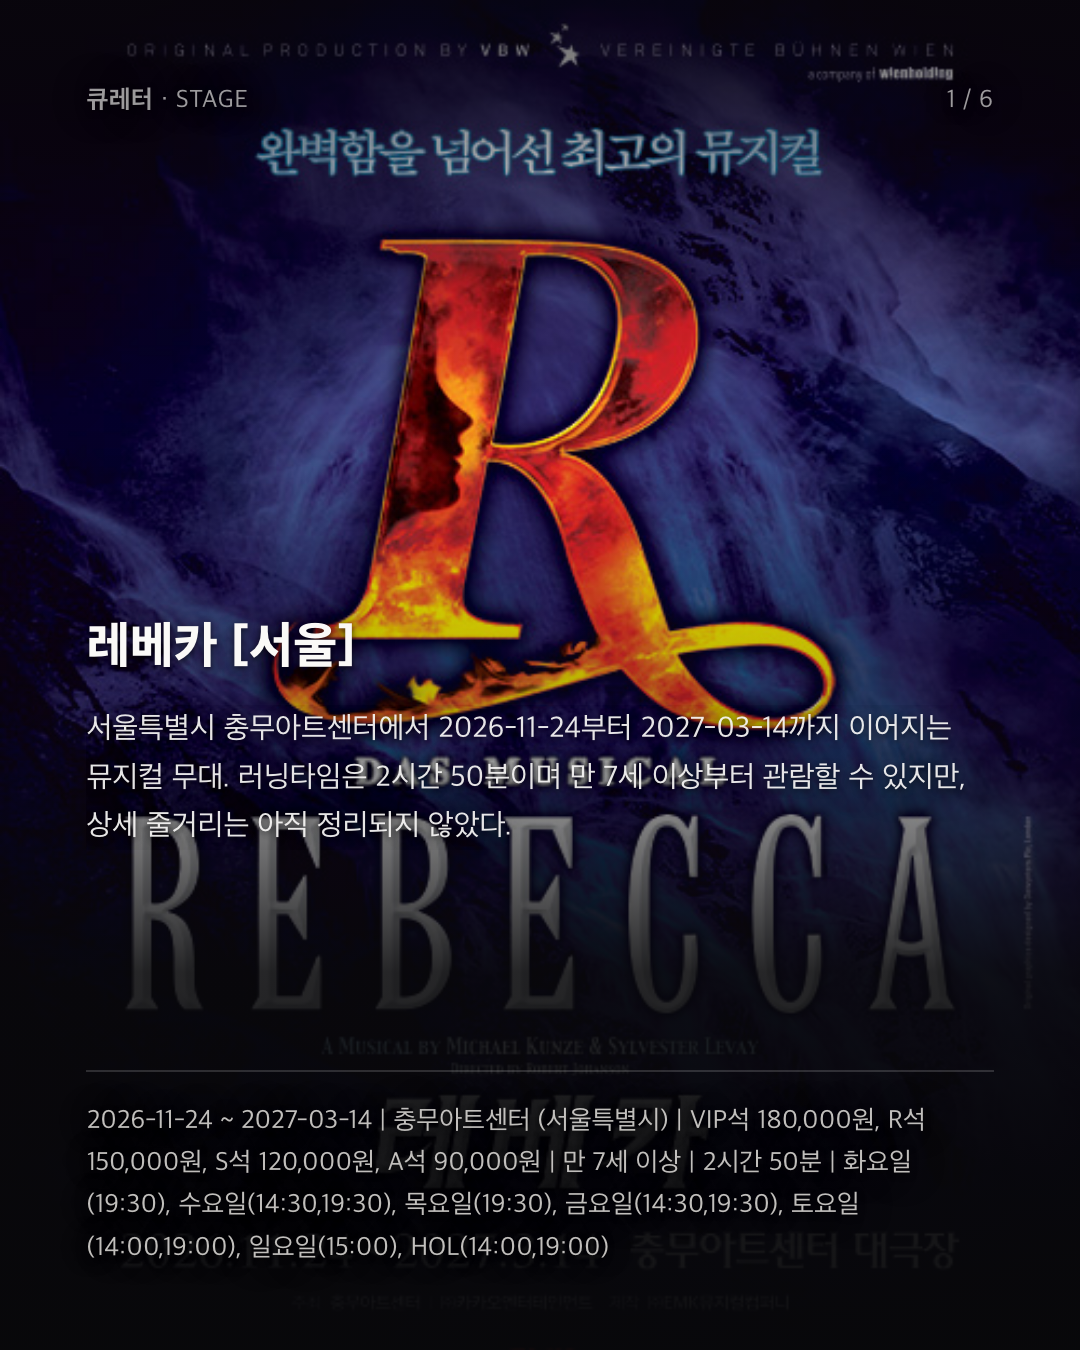 ORIGINAL PRODUCTION BY VBW VEREINIGTE BÜHNEN WIEN
a company of wienholding
큐레터 · STAGE
1 / 6
완벽함을 넘어선 최고의 뮤지컬
R
레베카 [서울]
서울특별시 충무아트센터에서 2026-11-24부터 2027-03-14까지 이어지는
뮤지컬 무대. 러닝타임은 2시간 50분이며 만 7세 이상부터 관람할 수 있지만,
DAS MUSICAL
상세 줄거리는 아직 정리되지 않았다.
REBECCA
A MUSICAL BY MICHAEL KUNZE & SYLVESTER LEVAY
DIRECTED BY ROBERT JOHANSON
레베카
2026-11-24 ~ 2027-03-14 | 충무아트센터 (서울특별시) | VIP석 180,000원, R석
150,000원, S석 120,000원, A석 90,000원 | 만 7세 이상 | 2시간 50분 | 화요일
(19:30), 수요일(14:30,19:30), 목요일(19:30), 금요일(14:30,19:30), 토요일
(14:00,19:00), 일요일(15:00), HOL(14:00,19:00)
충무아트센터 대극장